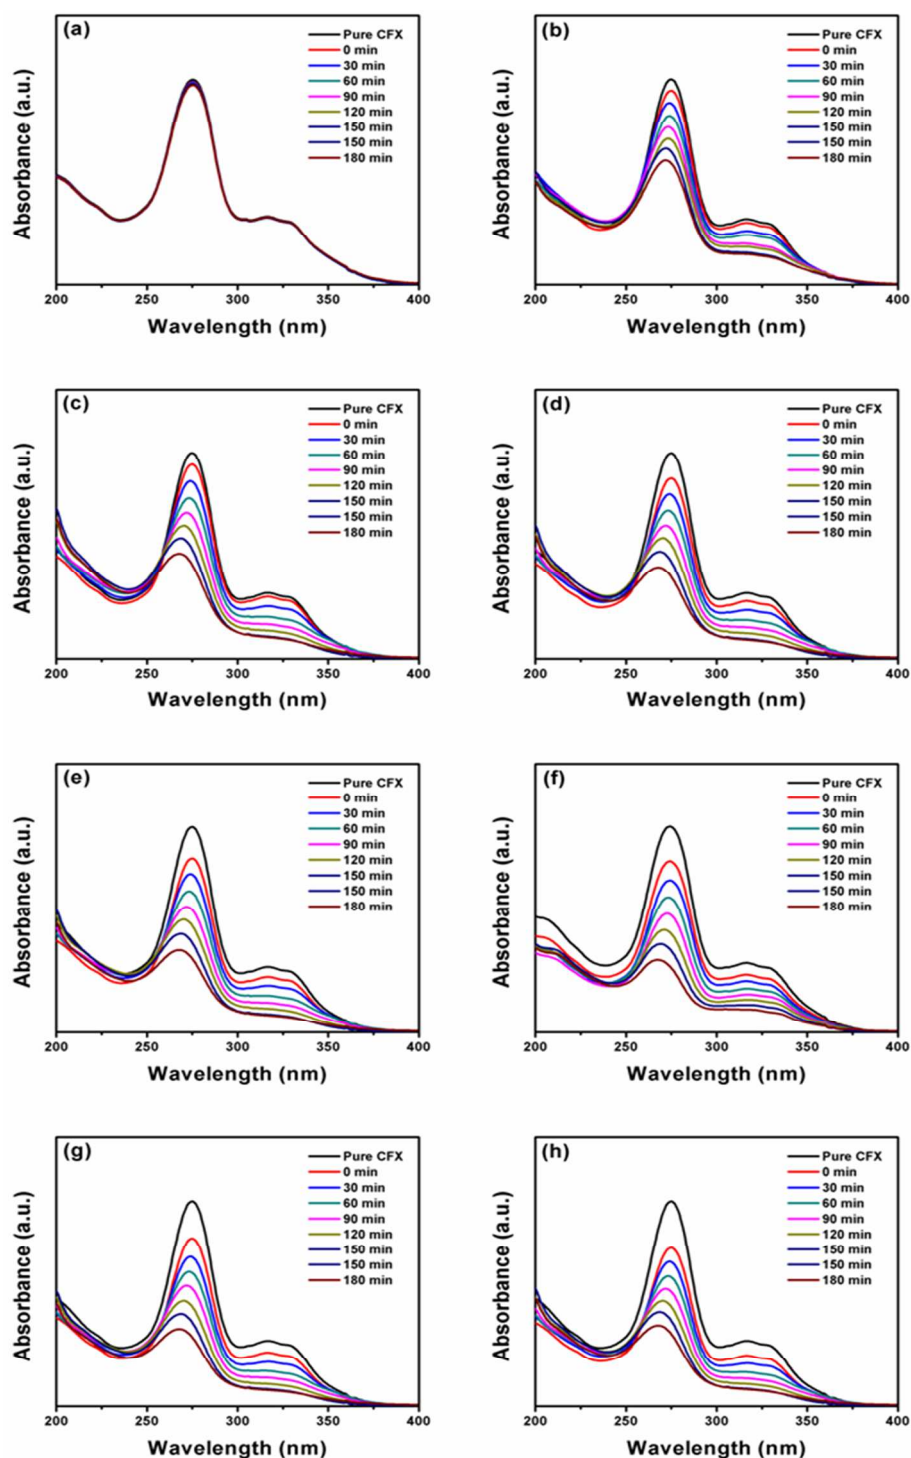 (a)
Pure CFX
0 min
30 min
60 min
90 min
120 min
150 min
150 min
180 min
Absorbance (a.u.)
200 250 300 350 400
Wavelength (nm)
(b)
Pure CFX
0 min
30 min
60 min
90 min
120 min
150 min
150 min
180 min
Absorbance (a.u.)
200 250 300 350 400
Wavelength (nm)
(c)
Pure CFX
0 min
30 min
60 min
90 min
120 min
150 min
150 min
180 min
Absorbance (a.u.)
200 250 300 350 400
Wavelength (nm)
(d)
Pure CFX
0 min
30 min
60 min
90 min
120 min
150 min
150 min
180 min
Absorbance (a.u.)
200 250 300 350 400
Wavelength (nm)
(e)
Pure CFX
0 min
30 min
60 min
90 min
120 min
150 min
150 min
180 min
Absorbance (a.u.)
200 250 300 350 400
Wavelength (nm)
(f)
Pure CFX
0 min
30 min
60 min
90 min
120 min
150 min
150 min
180 min
Absorbance (a.u.)
200 250 300 350 400
Wavelength (nm)
(g)
Pure CFX
0 min
30 min
60 min
90 min
120 min
150 min
150 min
180 min
Absorbance (a.u.)
200 250 300 350 400
Wavelength (nm)
(h)
Pure CFX
0 min
30 min
60 min
90 min
120 min
150 min
150 min
180 min
Absorbance (a.u.)
200 250 300 350 400
Wavelength (nm)